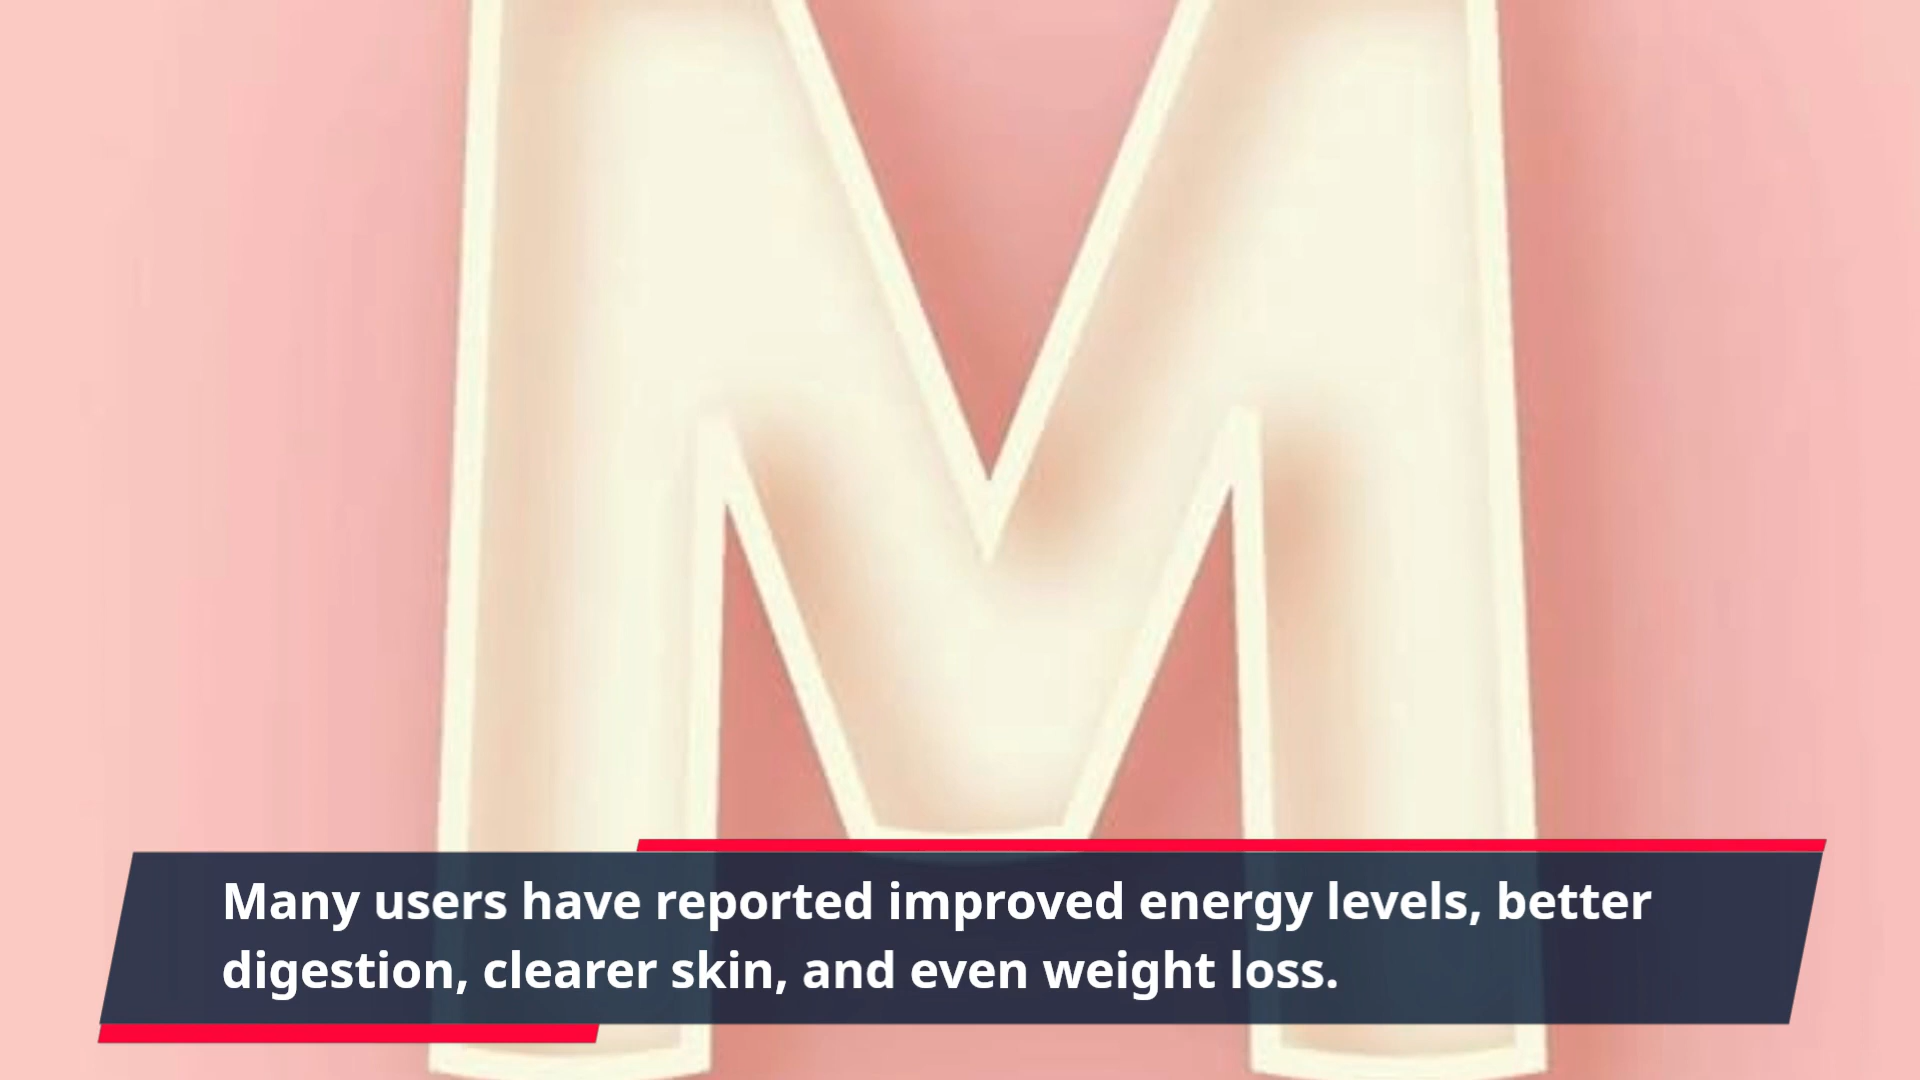 M
Many users have reported improved energy levels, better
digestion, clearer skin, and even weight loss.